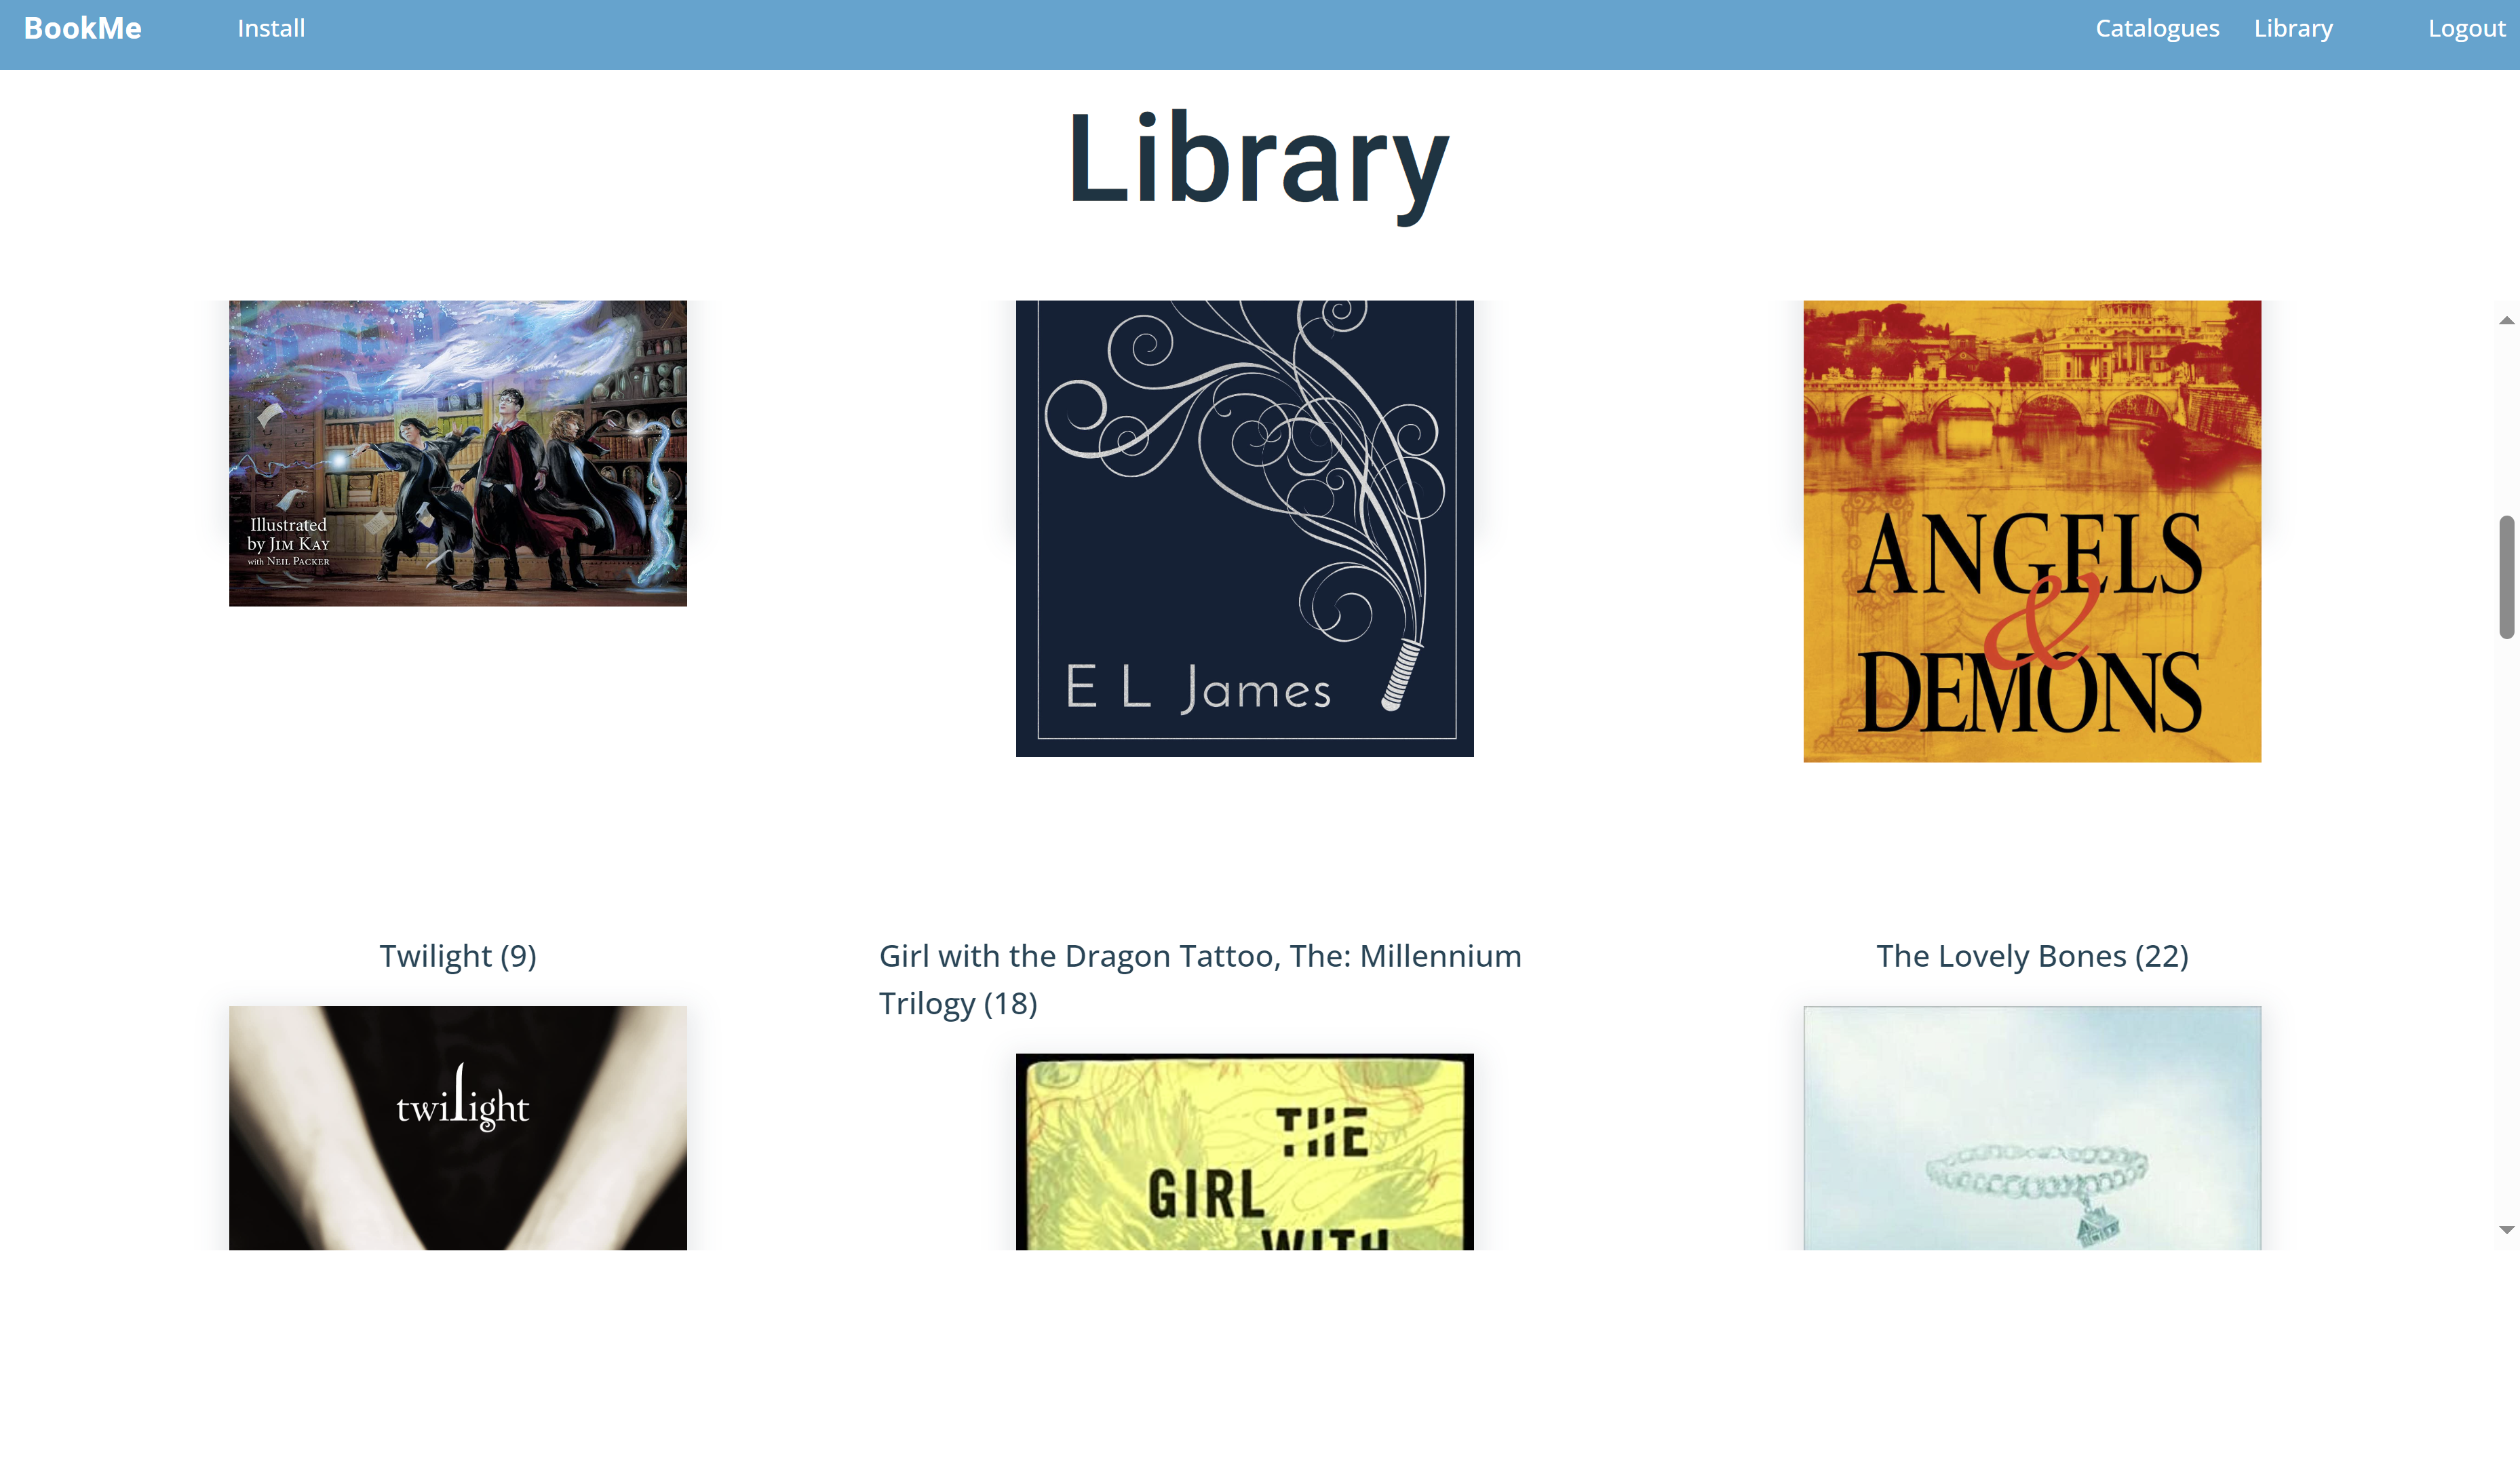 BookMe Install Catalogues Library Logout
Library
Illustrated
by Jim Kay
with Neil Packer
E L James
ANGELS
&
DEMONS
Twilight (9)
Girl with the Dragon Tattoo, The: Millennium
Trilogy (18)
The Lovely Bones (22)
twilight
THE
GIRL
WITH